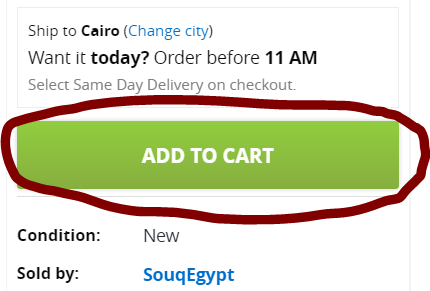 Ship to Cairo (Change city)
Want it today? Order before 11 AM
Select Same Day Delivery on checkout.
ADD TO CART
Condition: New
Sold by: SouqEgypt